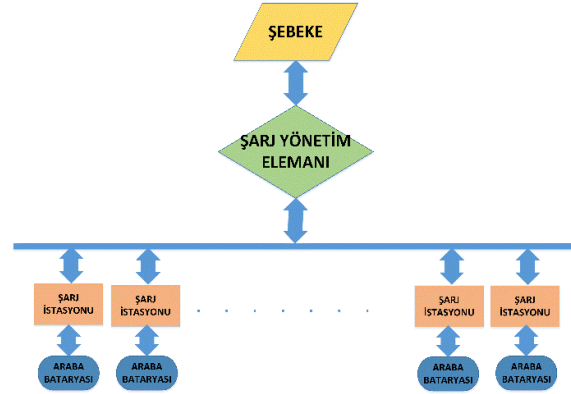 ŞEBEKE
ŞARJ YÖNETİM
ELEMANI
ŞARJ
İSTASYONU
ŞARJ
İSTASYONU
ŞARJ
İSTASYONU
ŞARJ
İSTASYONU
ARABA
BATARYASI
ARABA
BATARYASI
ARABA
BATARYASI
ARABA
BATARYASI